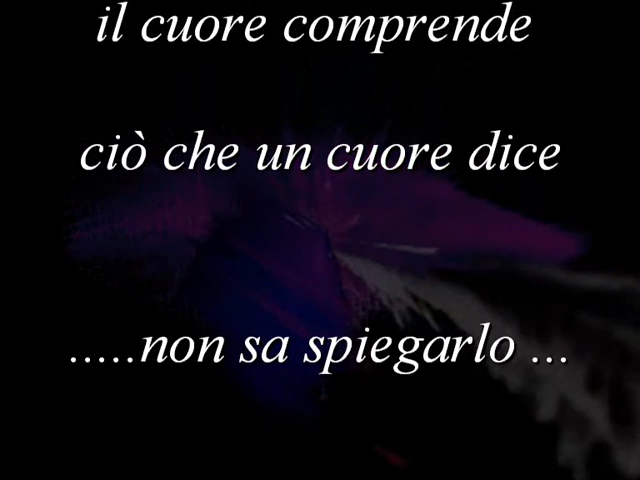 il cuore comprende
ciò che un cuore dice
.....non sa spiegarlo ...